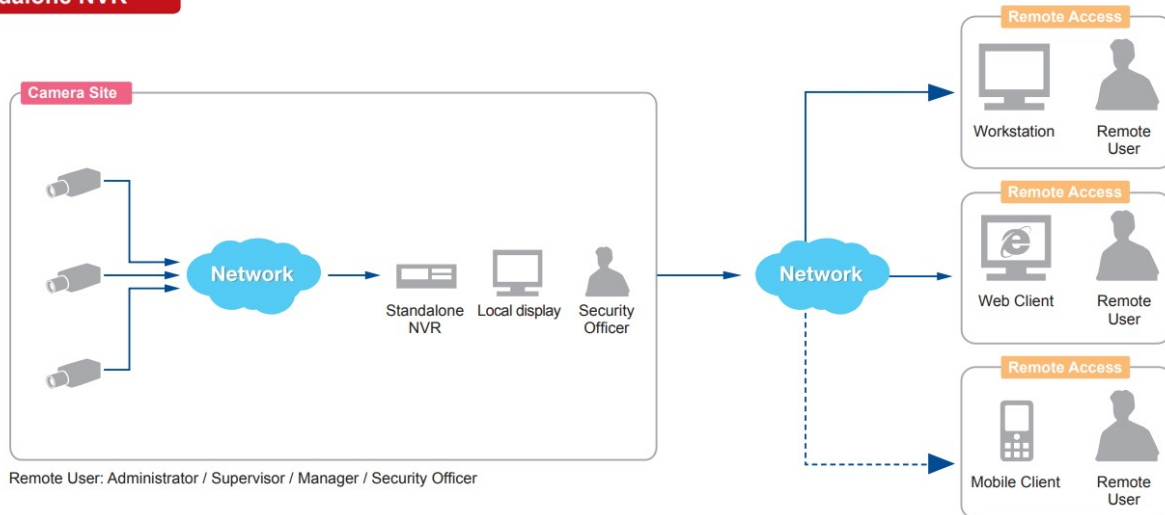 NVR
Camera Site
Network
Standalone
NVR
Local display
Security
Officer
Network
Remote Access
Workstation
Remote
User
Remote Access
Web Client
Remote
User
Remote Access
Mobile Client
Remote
User
Remote User: Administrator / Supervisor / Manager / Security Officer